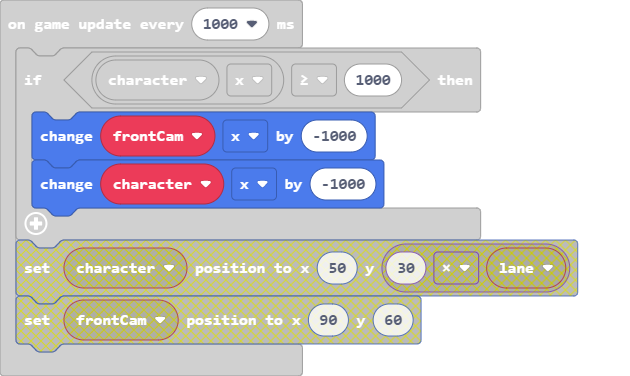 on game update every 1000 ms
if character x ≥ 1000 then
change frontCam x by -1000
change character x by -1000
set character position to x 50 y 30 × lane
set frontCam position to x 90 y 60